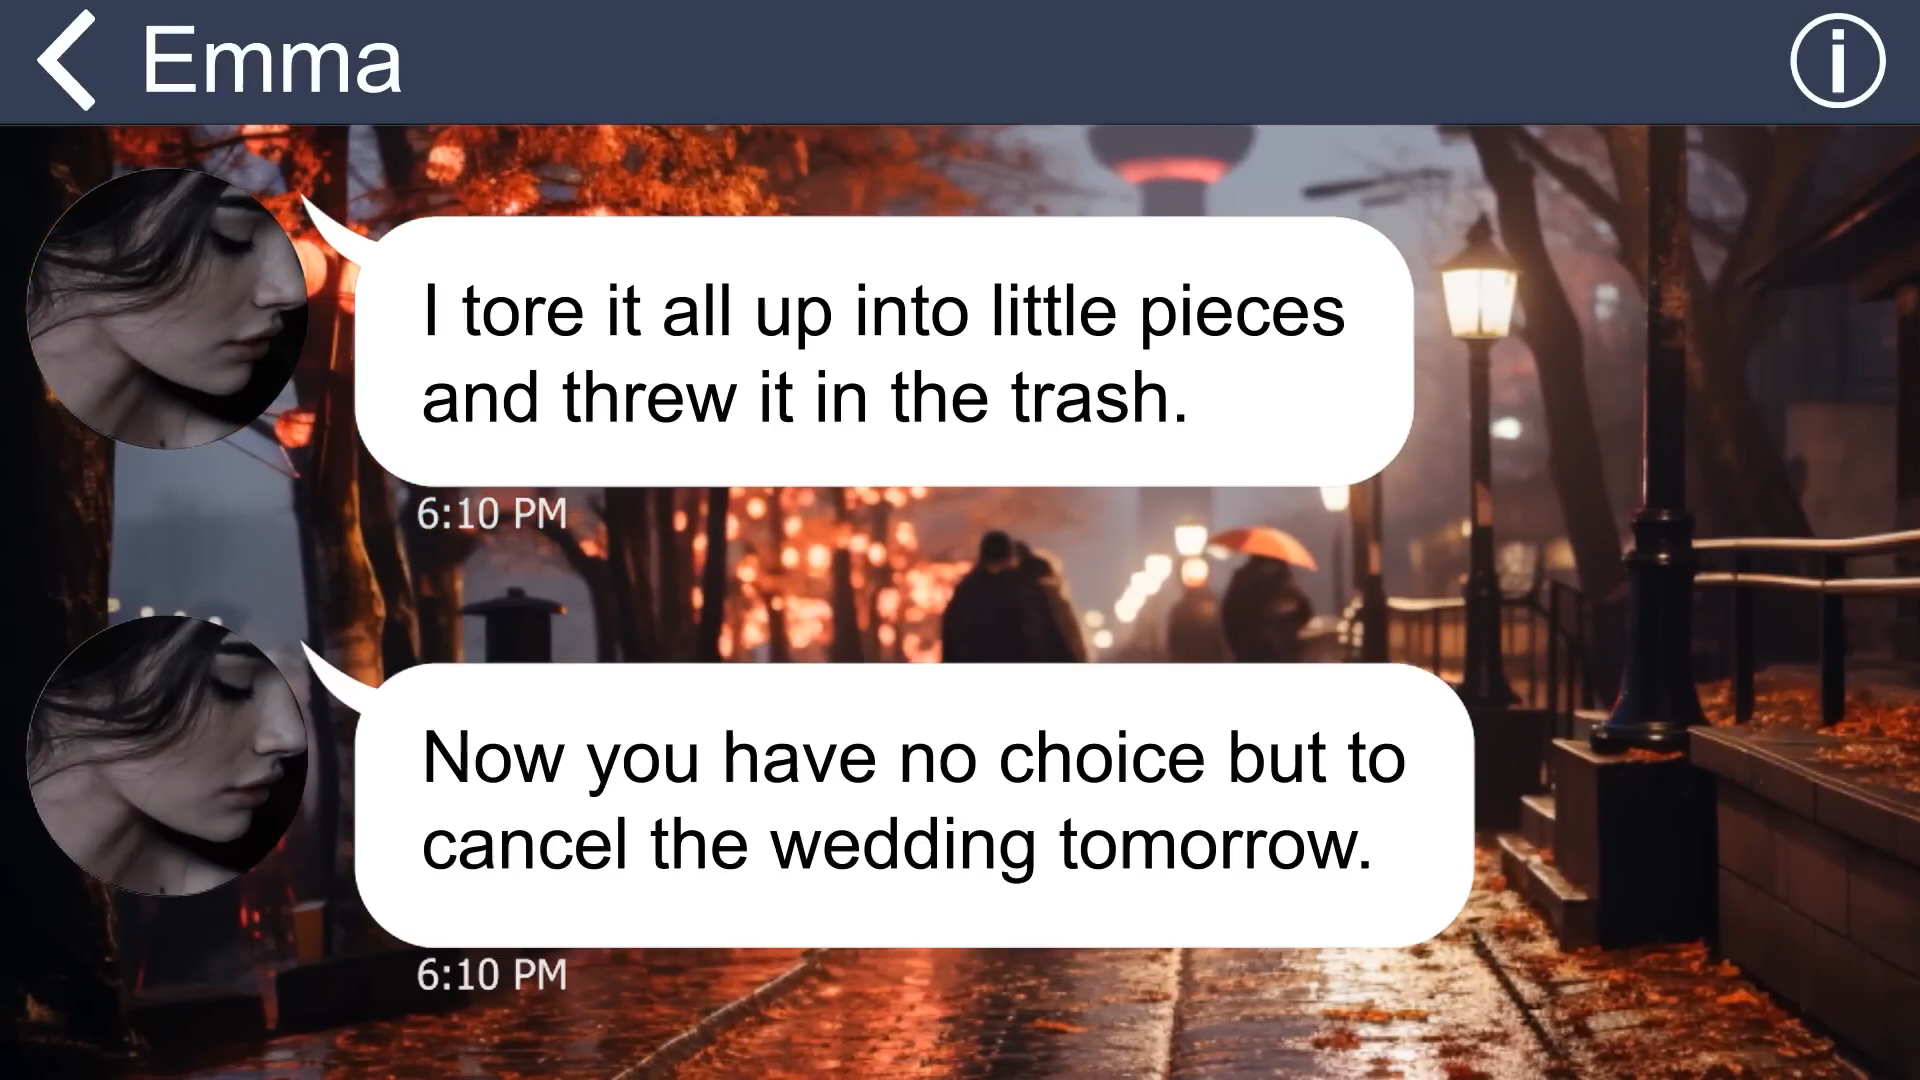 Emma
I tore it all up into little pieces
and threw it in the trash.
6:10 PM
Now you have no choice but to
cancel the wedding tomorrow.
6:10 PM